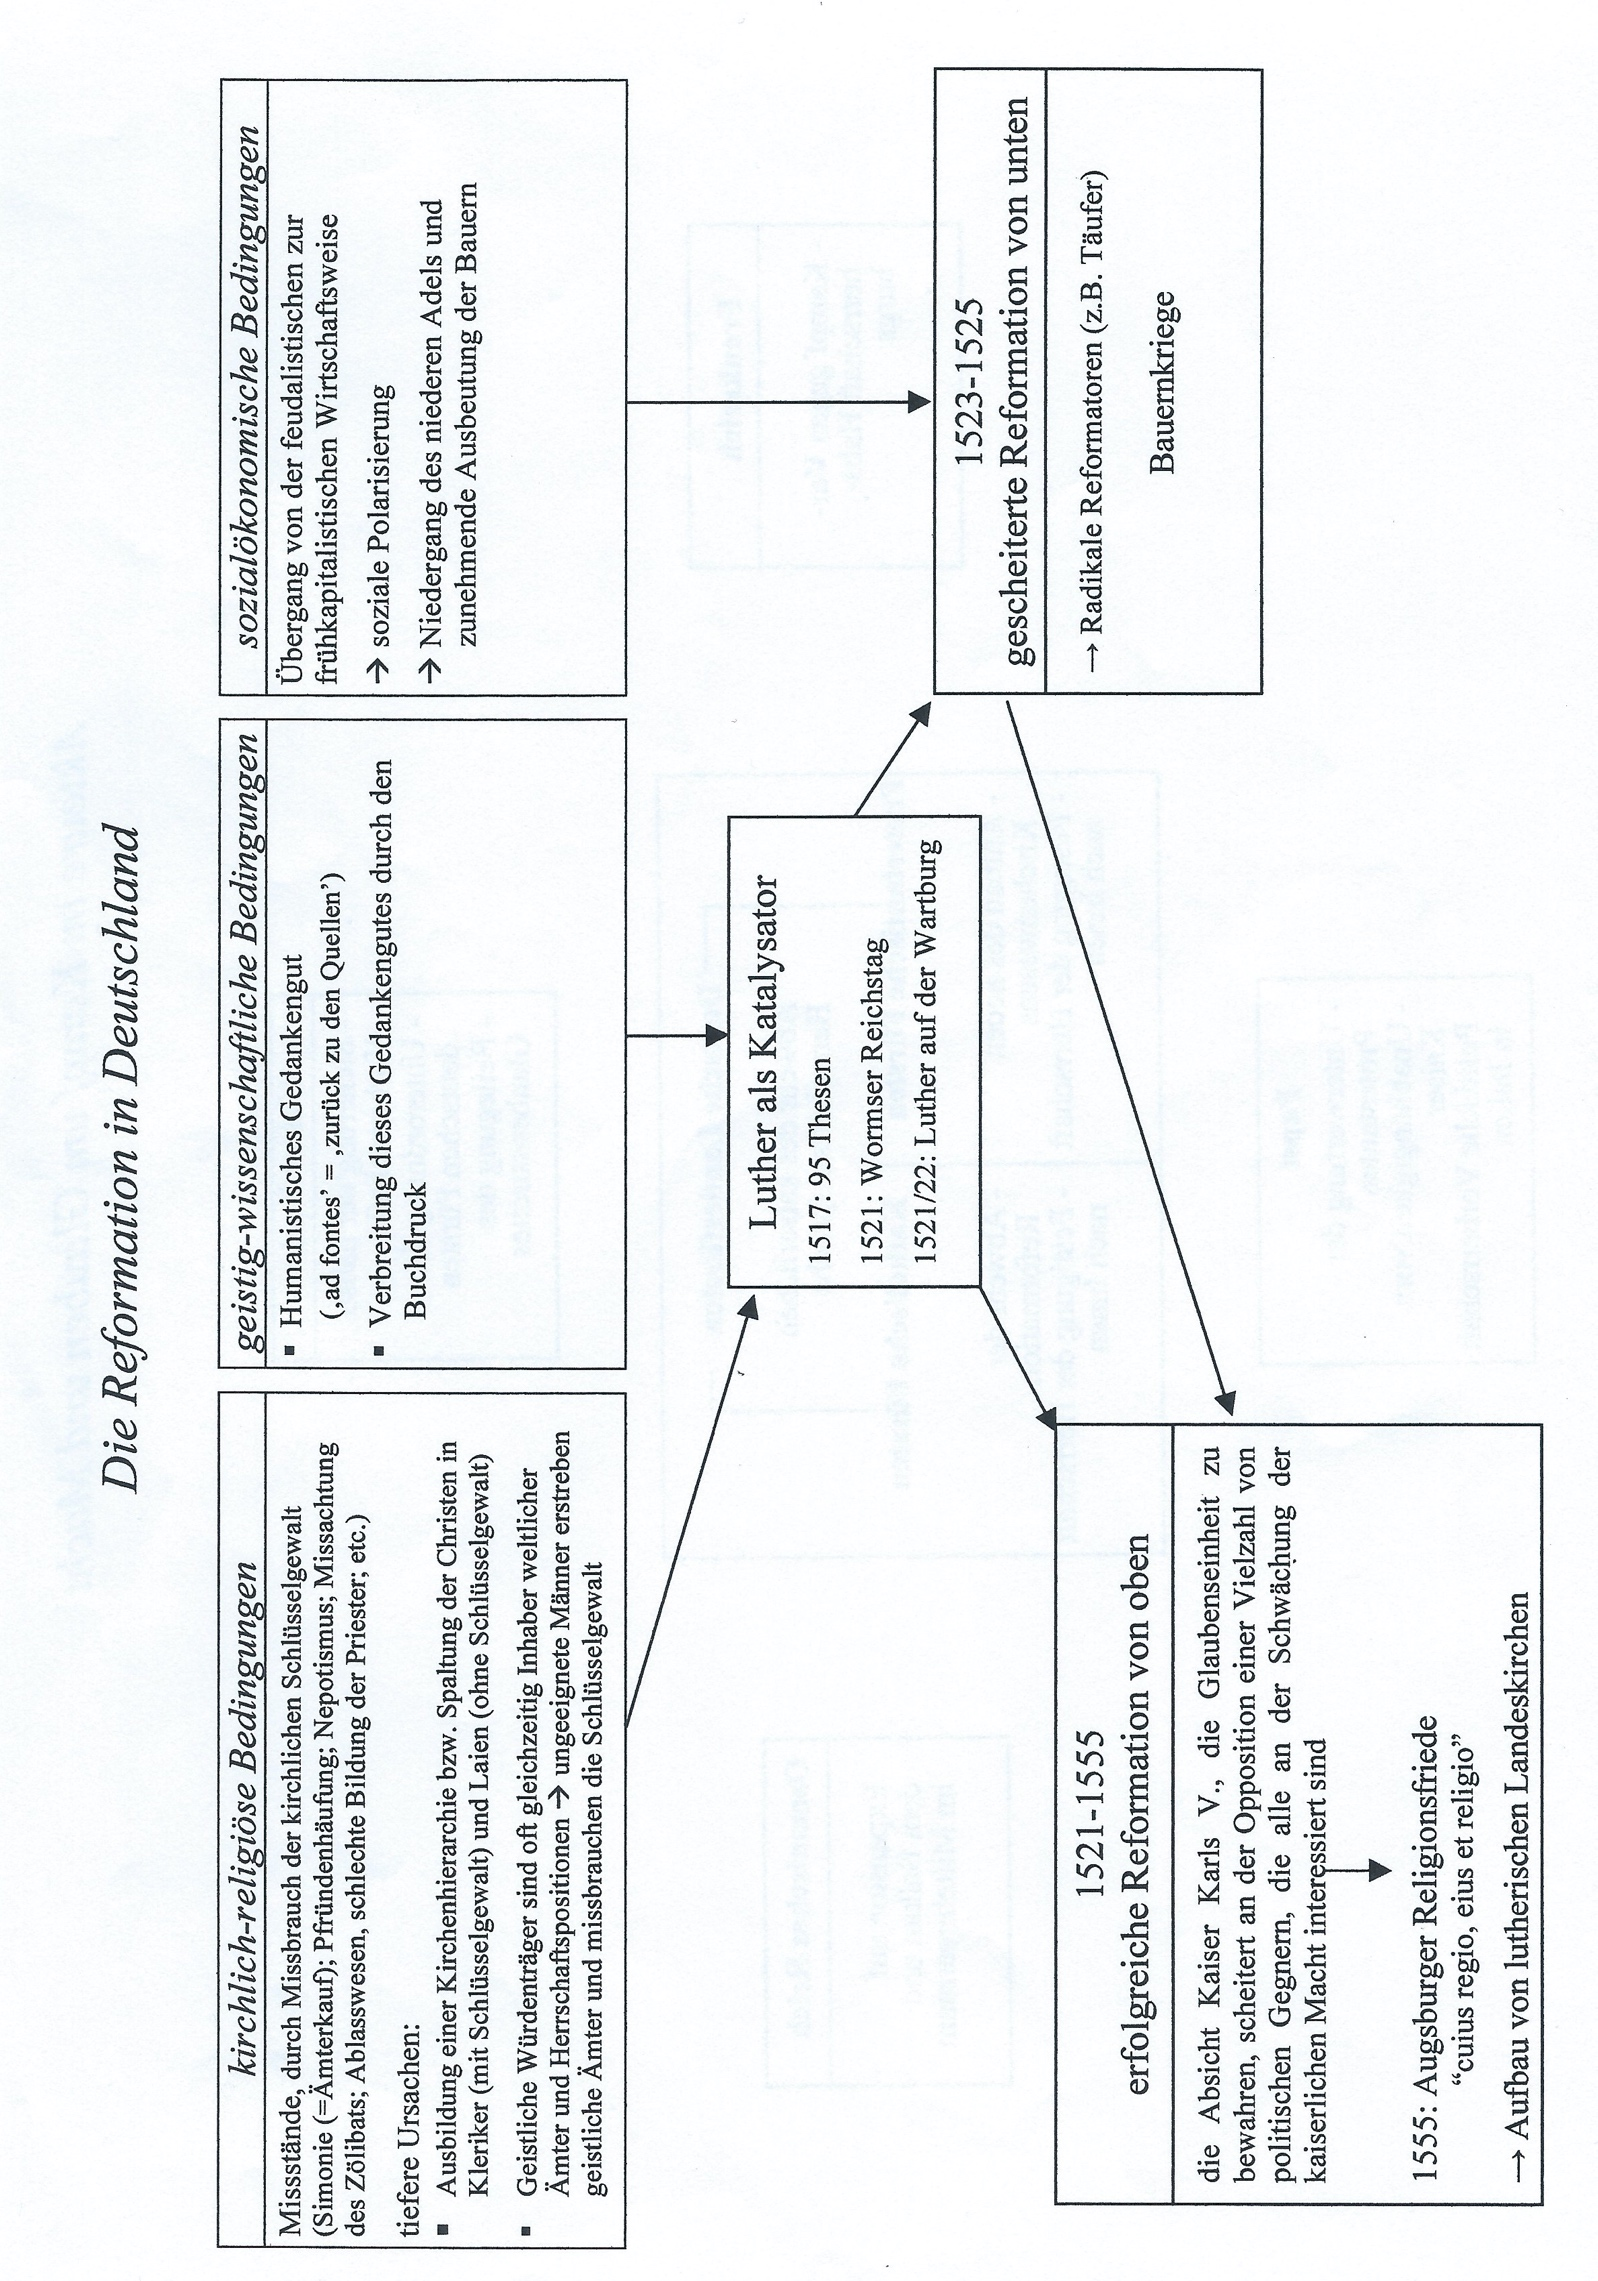 Die Reformation in Deutschland
kirchlich-religiöse Bedingungen
Missstände, durch Missbrauch der kirchlichen Schlüsselgewalt
(Simonie (=Ämterkauf); Pfründenhäufung; Nepotismus; Missachtung
des Zölibats; Ablasswesen, schlechte Bildung der Priester; etc.)
tiefere Ursachen:
▪ Ausbildung einer Kirchenhierarchie bzw. Spaltung der Christen in
Kleriker (mit Schlüsselgewalt) und Laien (ohne Schlüsselgewalt)
▪ Geistliche Würdenträger sind oft gleichzeitig Inhaber weltlicher
Ämter und Herrschaftspositionen → ungeeignete Männer erstreben
geistliche Ämter und missbrauchen die Schlüsselgewalt
geistig-wissenschaftliche Bedingungen
▪ Humanistisches Gedankengut
(‚ad fontes’ = ‚zurück zu den Quellen’)
▪ Verbreitung dieses Gedankengutes durch den
Buchdruck
sozialökonomische Bedingungen
Übergang von der feudalistischen zur
frühkapitalistischen Wirtschaftsweise
→ soziale Polarisierung
→ Niedergang des niederen Adels und
zunehmende Ausbeutung der Bauern
Luther als Katalysator
1517: 95 Thesen
1521: Wormser Reichstag
1521/22: Luther auf der Wartburg
1523-1525
gescheiterte Reformation von unten
→ Radikale Reformatoren (z.B. Täufer)
Bauernkriege
1521-1555
erfolgreiche Reformation von oben
die Absicht Kaiser Karls V., die Glaubenseinheit zu
bewahren, scheitert an der Opposition einer Vielzahl von
politischen Gegnern, die alle an der Schwächung der
kaiserlichen Macht interessiert sind
1555: Augsburger Religionsfriede
“cuius regio, eius et religio”
→ Aufbau von lutherischen Landeskirchen